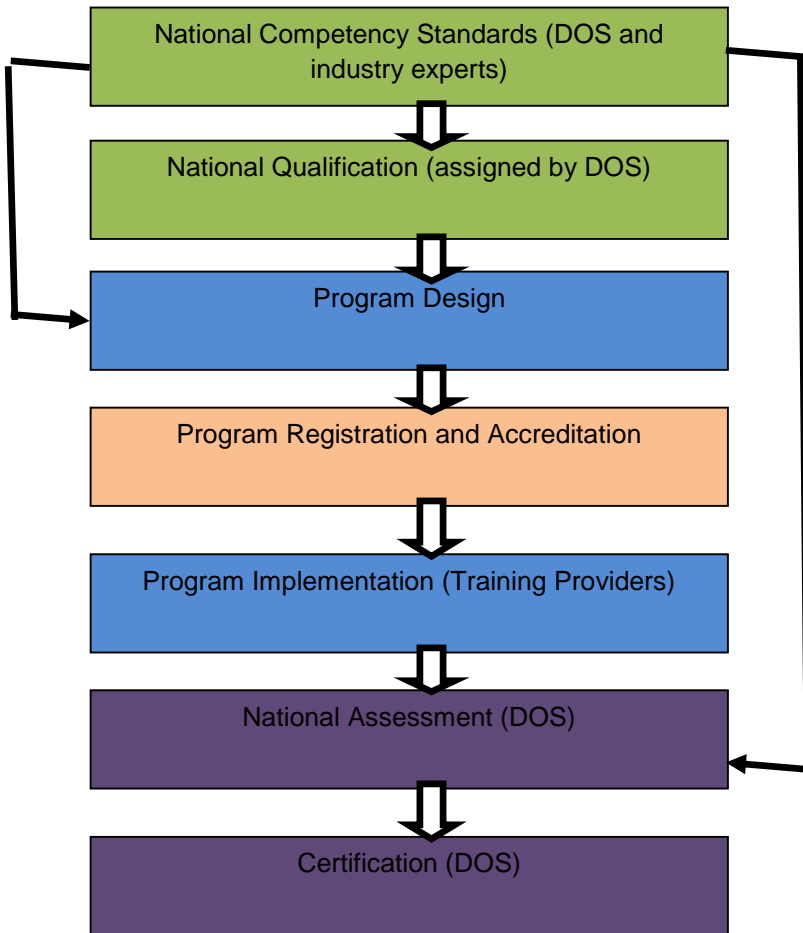 National Competency Standards (DOS and
industry experts)
National Qualification (assigned by DOS)
Program Design
Program Registration and Accreditation
Program Implementation (Training Providers)
National Assessment (DOS)
Certification (DOS)